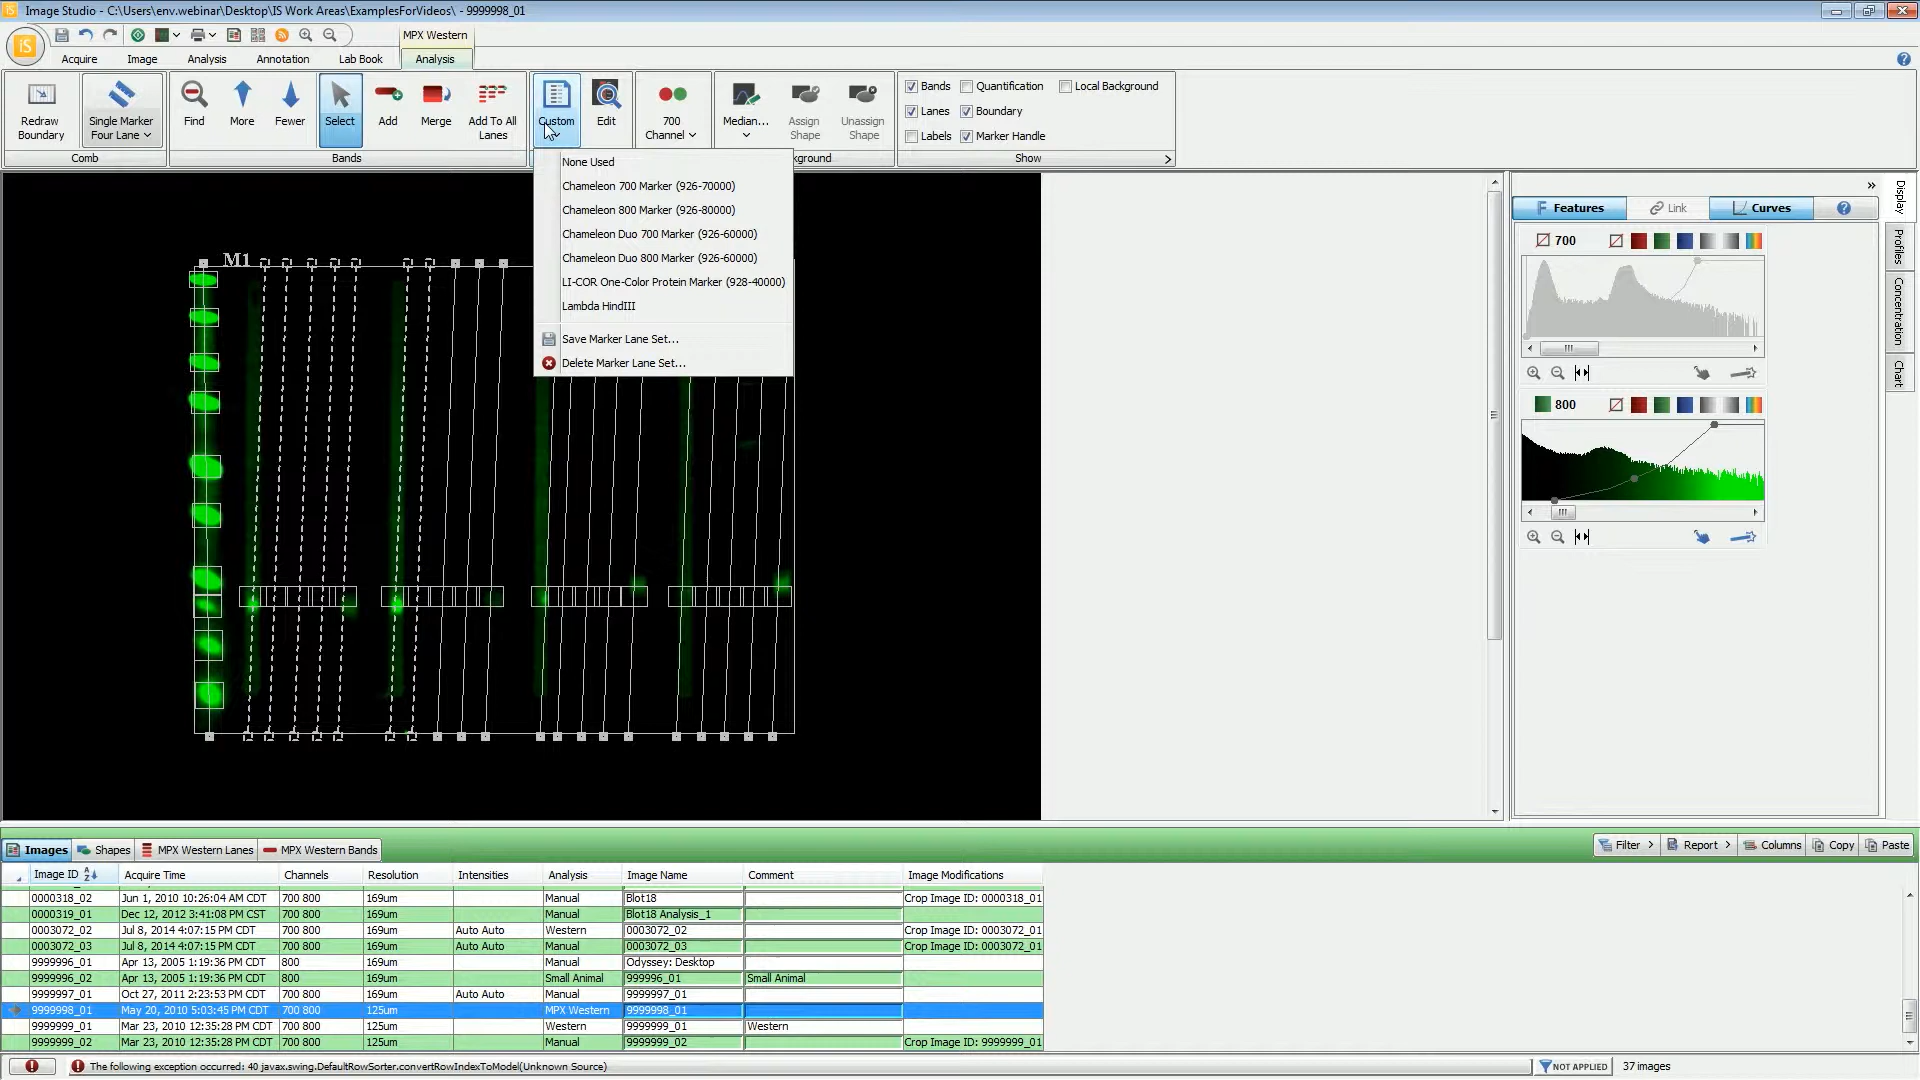 Image Studio - C:\Users\env.webinar\Desktop\IS Work Areas\ExamplesForVideos\ - 9999998_01
iS
MPX Western
Acquire Image Analysis Annotation Lab Book Analysis
Redraw Boundary
Single Marker Four Lane
Comb
Find More Fewer Select Add Merge Add To All Lanes
Bands
Custom Edit
700 Channel
Median... Assign Shape Unassign Shape
ground
Bands Quantification Local Background
Lanes Boundary
Labels Marker Handle
Show
None Used
Chameleon 700 Marker (926-70000)
Chameleon 800 Marker (926-80000)
Chameleon Duo 700 Marker (926-60000)
Chameleon Duo 800 Marker (926-60000)
LI-COR One-Color Protein Marker (928-40000)
Lambda HindIII
Save Marker Lane Set...
Delete Marker Lane Set...
M1
Features Link Curves
700
800
Display
Profiles
Concentration
Chart
Images Shapes MPX Western Lanes MPX Western Bands Filter Report Columns Copy Paste
Image ID Acquire Time Channels Resolution Intensities Analysis Image Name Comment Image Modifications
0000318_02 Jun 1, 2010 10:26:04 AM CDT 700 800 169um Manual Blot18 Crop Image ID: 0000318_01
0000319_01 Dec 12, 2012 3:41:08 PM CST 700 800 169um Manual Blot18 Analysis_1
0003072_02 Jul 8, 2014 4:07:15 PM CDT 700 800 169um Auto Auto Western 0003072_02 Crop Image ID: 0003072_01
0003072_03 Jul 8, 2014 4:07:15 PM CDT 700 800 169um Auto Auto Manual 0003072_03 Crop Image ID: 0003072_01
9999996_01 Apr 13, 2005 1:19:36 PM CDT 800 169um Manual Odyssey: Desktop
9999996_02 Apr 13, 2005 1:19:36 PM CDT 800 169um Small Animal 999996_01 Small Animal
9999997_01 Oct 27, 2011 2:23:53 PM CDT 700 800 169um Auto Auto Manual 9999997_01
9999998_01 May 20, 2010 5:03:45 PM CDT 700 800 125um MPX Western 9999998_01
9999999_01 Mar 23, 2010 12:35:28 PM CDT 700 800 125um Western 9999999_01 Western
9999999_02 Mar 23, 2010 12:35:28 PM CDT 700 800 125um Manual 9999999_02 Crop Image ID: 9999999_01
The following exception occurred: 40 javax.swing.DefaultRowSorter.convertRowIndexToModel(Unknown Source) NOT APPLIED 37 images